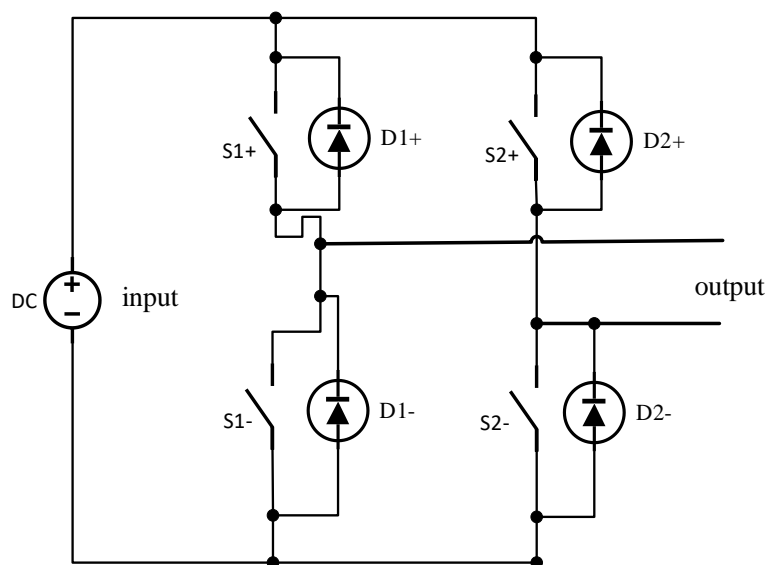 S1+
D1+
S2+
D2+
+
−
DC
input
output
S1-
D1-
S2-
D2-